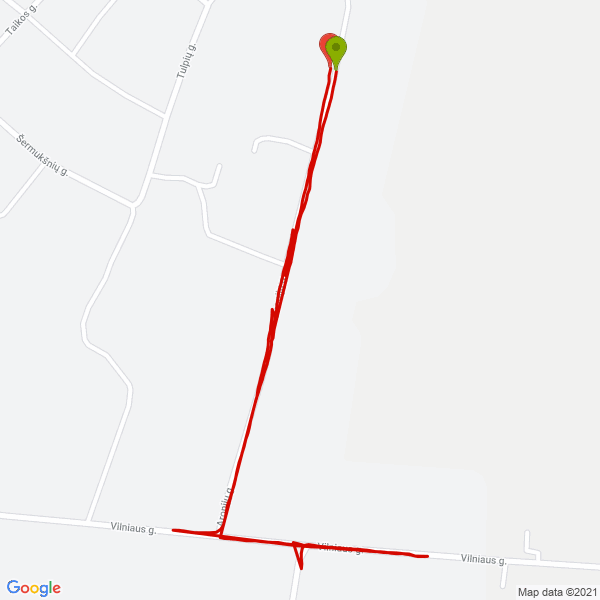 Taikos g.
Tulpių g.
Šermukšnių g.
Aronijų g.
Vilniaus g.
Vilniaus g.
Vilniaus g.
Google
Map data ©2021